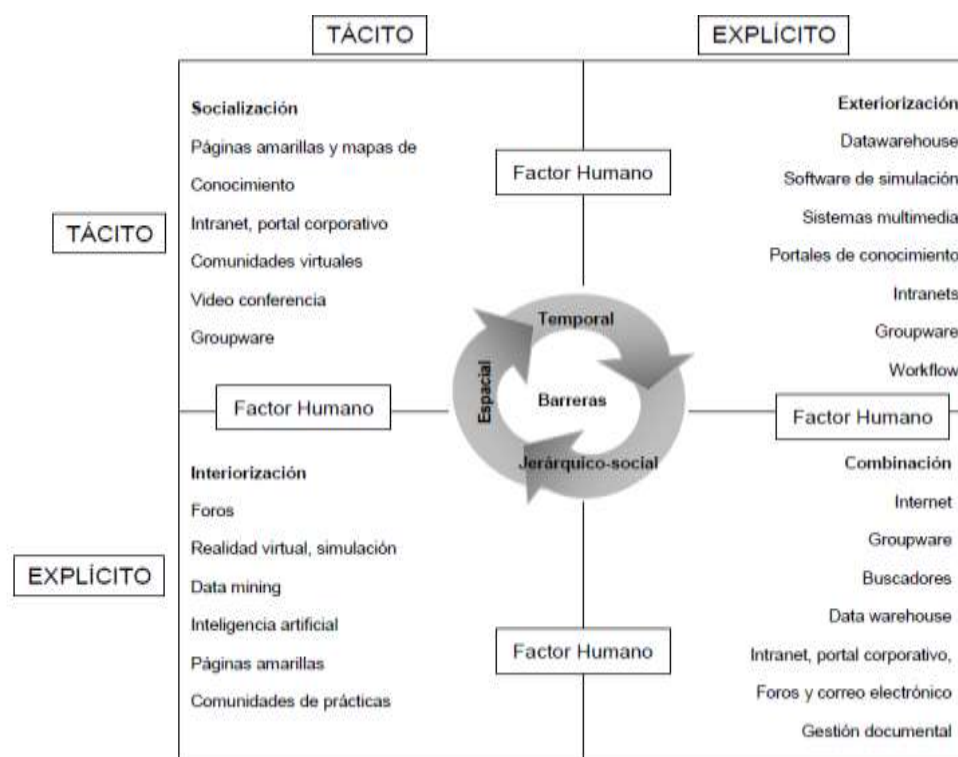 TÁCITO
EXPLÍCITO
TÁCITO
Socialización
Páginas amarillas y mapas de
Conocimiento
Intranet, portal corporativo
Comunidades virtuales
Video conferencia
Groupware
Factor Humano
Exteriorización
Datawarehouse
Software de simulación
Sistemas multimedia
Portales de conocimiento
Intranets
Groupware
Workflow
Factor Humano
Temporal
Espacial
Barreras
Jerárquico-social
Factor Humano
EXPLÍCITO
Interiorización
Foros
Realidad virtual, simulación
Data mining
Inteligencia artificial
Páginas amarillas
Comunidades de prácticas
Factor Humano
Combinación
Internet
Groupware
Buscadores
Data warehouse
Intranet, portal corporativo,
Foros y correo electrónico
Gestión documental